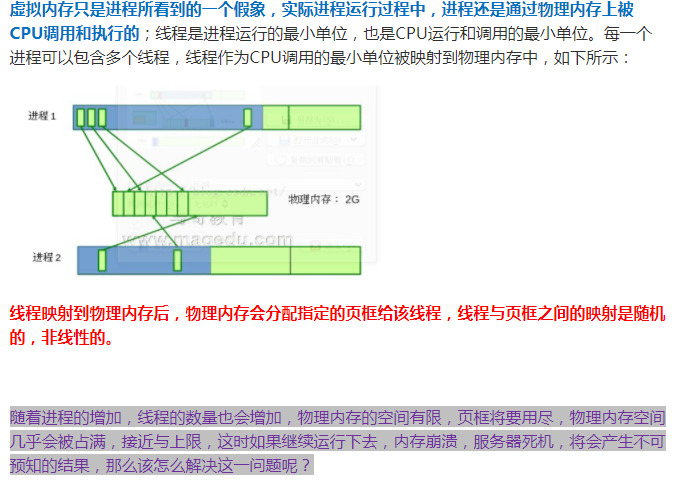 虚拟内存只是进程所看到的一个假象，实际进程运行过程中，进程还是通过物理内存上被
CPU调用和执行的；线程是进程运行的最小单位，也是CPU运行和调用的最小单位。每一个
进程可以包含多个线程，线程作为CPU调用的最小单位被映射到物理内存中，如下所示：
进程1
物理内存： 2G
www.magedu.com
进程2
线程映射到物理内存后，物理内存会分配指定的页框给该线程，线程与页框之间的映射是随机
的，非线性的。
随着进程的增加，线程的数量也会增加，物理内存的空间有限，页框将要用尽，物理内存空间
几乎会被占满，接近与上限，这时如果继续运行下去，内存崩溃，服务器死机，将会产生不可
预知的结果，那么该怎么解决这一问题呢？